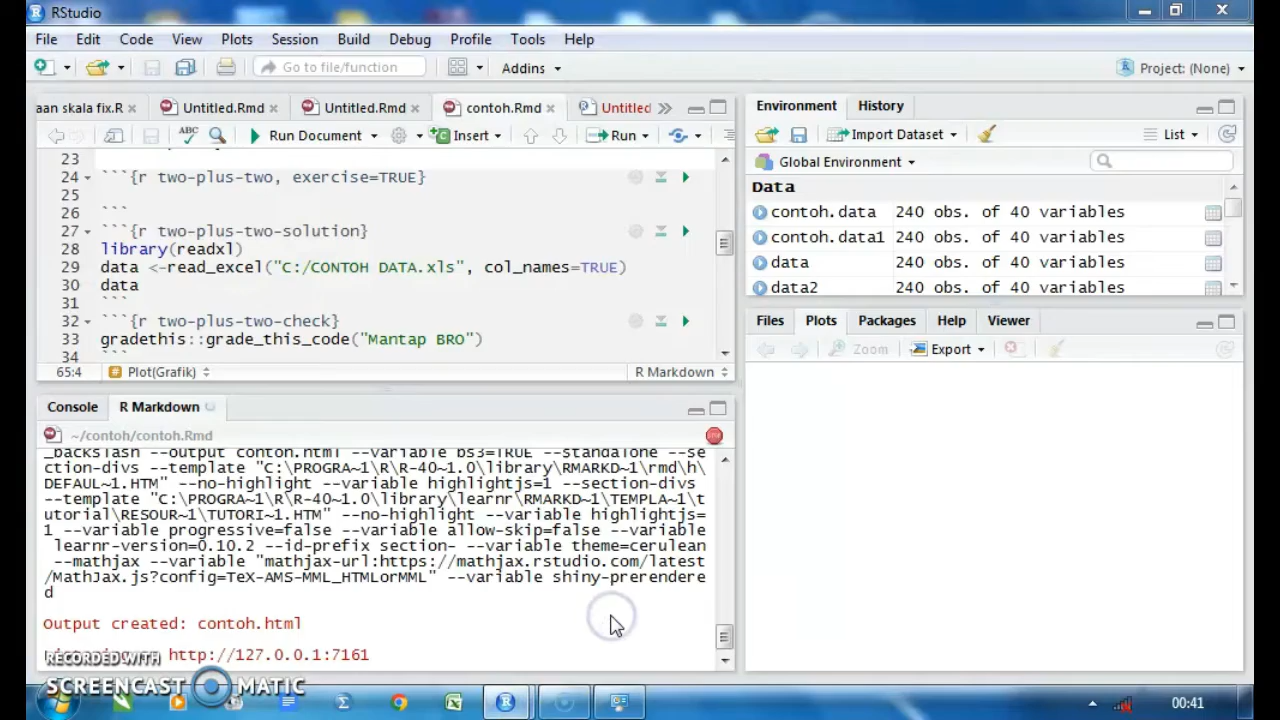 RStudio
File Edit Code View Plots Session Build Debug Profile Tools Help
Go to file/function Addins Project: (None)
aan skala fix.R Untitled.Rmd Untitled.Rmd contoh.Rmd Untitled
ABC Run Document Insert Run
23
24 ```{r two-plus-two, exercise=TRUE}
25
26 ```
27 ```{r two-plus-two-solution}
28 library(readxl)
29 data <-read_excel("C:/CONTOH DATA.xls", col_names=TRUE)
30 data
31 ```
32 ```{r two-plus-two-check}
33 gradethis::grade_this_code("Mantap BRO")
34 ```
65:4 Plot(Grafik) R Markdown
Console R Markdown
~/contoh/contoh.Rmd
_backslash --output contoh.html --variable bs3=TRUE --standalone --se
ction-divs --template "C:\PROGRA~1\R\R-40~1.0\library\RMARKD~1\rmd\h\
DEFAUL~1.HTM" --no-highlight --variable highlightjs=1 --section-divs
--template "C:\PROGRA~1\R\R-40~1.0\library\learnr\RMARKD~1\TEMPLA~1\t
utorial\RESOUR~1\TUTORI~1.HTM" --no-highlight --variable highlightjs=
1 --variable progressive=false --variable allow-skip=false --variable
learnr-version=0.10.2 --id-prefix section- --variable theme=cerulean
--mathjax --variable "mathjax-url:https://mathjax.rstudio.com/latest
/MathJax.js?config=TeX-AMS-MML_HTMLorMML" --variable shiny-prerendere
d
Output created: contoh.html
http://127.0.0.1:7161
Environment History
Import Dataset List
Global Environment
Data
contoh.data 240 obs. of 40 variables
contoh.data1 240 obs. of 40 variables
data 240 obs. of 40 variables
data2 240 obs. of 40 variables
Files Plots Packages Help Viewer
Zoom Export
RECORDED WITH
SCREENCAST MATIC
00:41